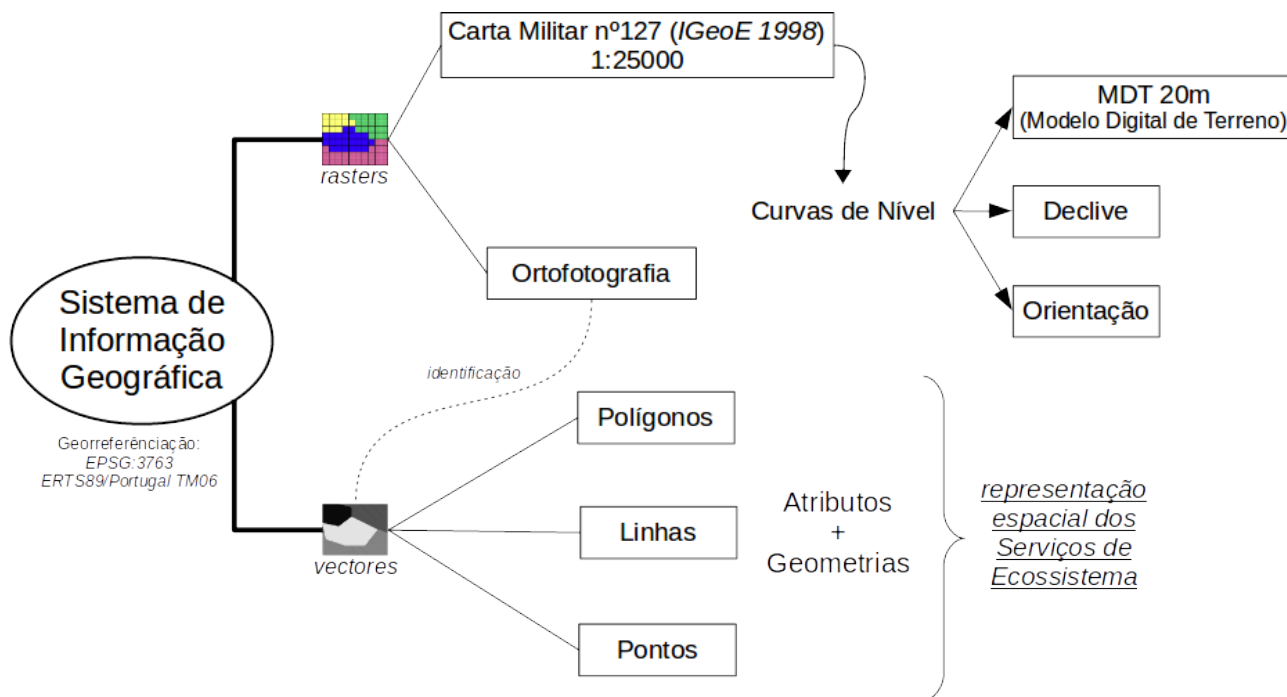 Carta Militar nº127 (IGeoE 1998)
1:25000
MDT 20m
(Modelo Digital de Terreno)
rasters
Curvas de Nível
Declive
Ortofotografia
Orientação
Sistema de
Informação
Geográfica
identificação
Georreferênciação:
EPSG:3763
ERTS89/Portugal TM06
Polígonos
Linhas
Pontos
vectores
Atributos
+
Geometrias
representação
espacial dos
Serviços de
Ecossistema